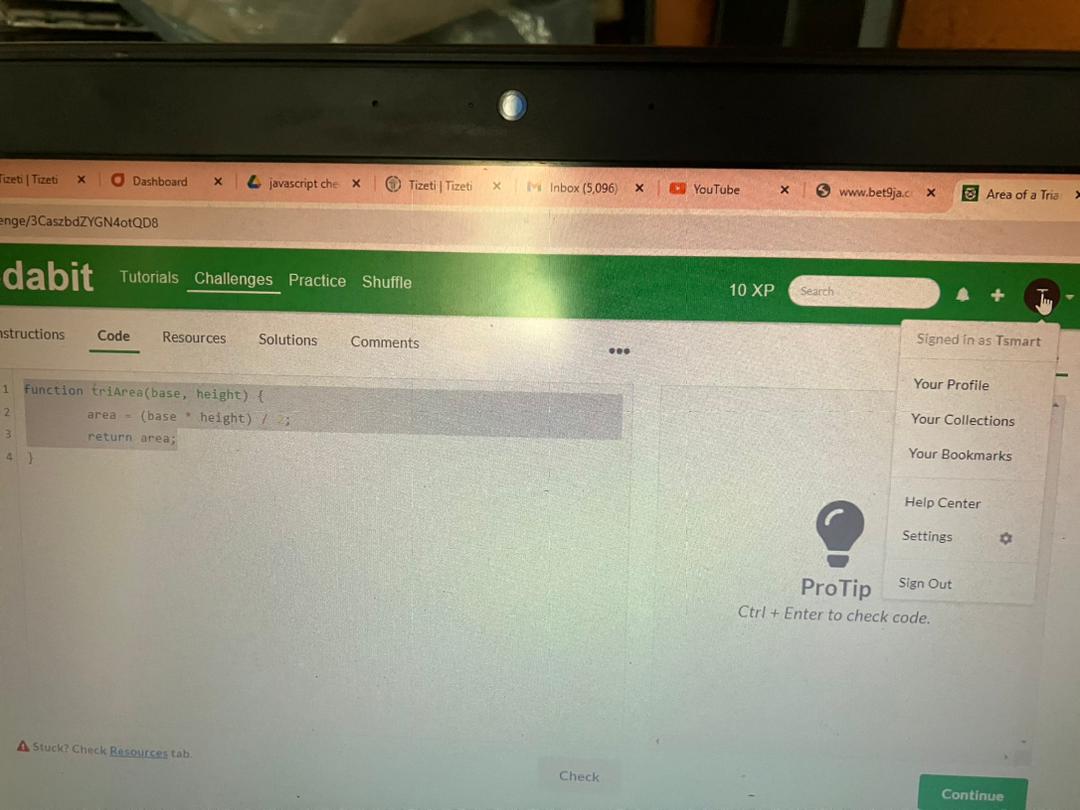 Tizeti | Tizeti × Dashboard × javascript che × Tizeti | Tizeti × Inbox (5,096) × YouTube × www.bet9ja.c × Area of a Tria
enge/3CaszbdZYGN4otQD8
dabit Tutorials Challenges Practice Shuffle 10 XP Search
nstructions Code Resources Solutions Comments
Signed in as Tsmart
Your Profile
Your Collections
Your Bookmarks
Help Center
Settings
Sign Out
1 function triArea(base, height) {
2 area = (base * height) / 2;
3 return area;
4 }
ProTip
Ctrl + Enter to check code.
Stuck? Check Resources tab.
Check
Continue